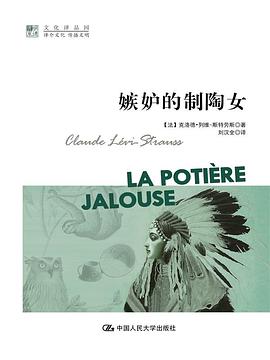 文化译品园
译介文化 传播文明
嫉妒的制陶女
【法】克洛德·列维-斯特劳斯 著
刘汉全 译
Claude Lévi-Strauss
LA POTIÈRE
JALOUSE
中国人民大学出版社